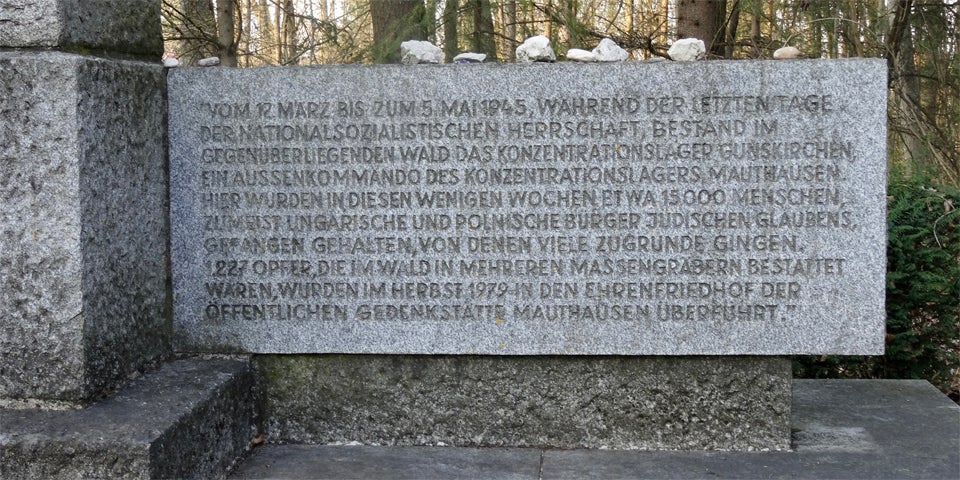 "VOM 12. MÄRZ BIS ZUM 5. MAI 1945, WÄHREND DER LETZTEN TAGE
DER NATIONALSOZIALISTISCHEN HERRSCHAFT, BESTAND IM
GEGENÜBERLIEGENDEN WALD DAS KONZENTRATIONSLAGER GUNSKIRCHEN,
EIN AUSSENKOMMANDO DES KONZENTRATIONSLAGERS MAUTHAUSEN.
HIER WURDEN IN DIESEN WENIGEN WOCHEN ETWA 15.000 MENSCHEN,
ZUMEIST UNGARISCHE UND POLNISCHE BÜRGER JÜDISCHEN GLAUBENS,
GEFANGEN GEHALTEN, VON DENEN VIELE ZUGRUNDE GINGEN.
1.227 OPFER, DIE IM WALD IN MEHREREN MASSENGRÄBERN BESTATTET
WAREN, WURDEN IM HERBST 1979 IN DEN EHRENFRIEDHOF DER
ÖFFENTLICHEN GEDENKSTÄTTE MAUTHAUSEN ÜBERFÜHRT."